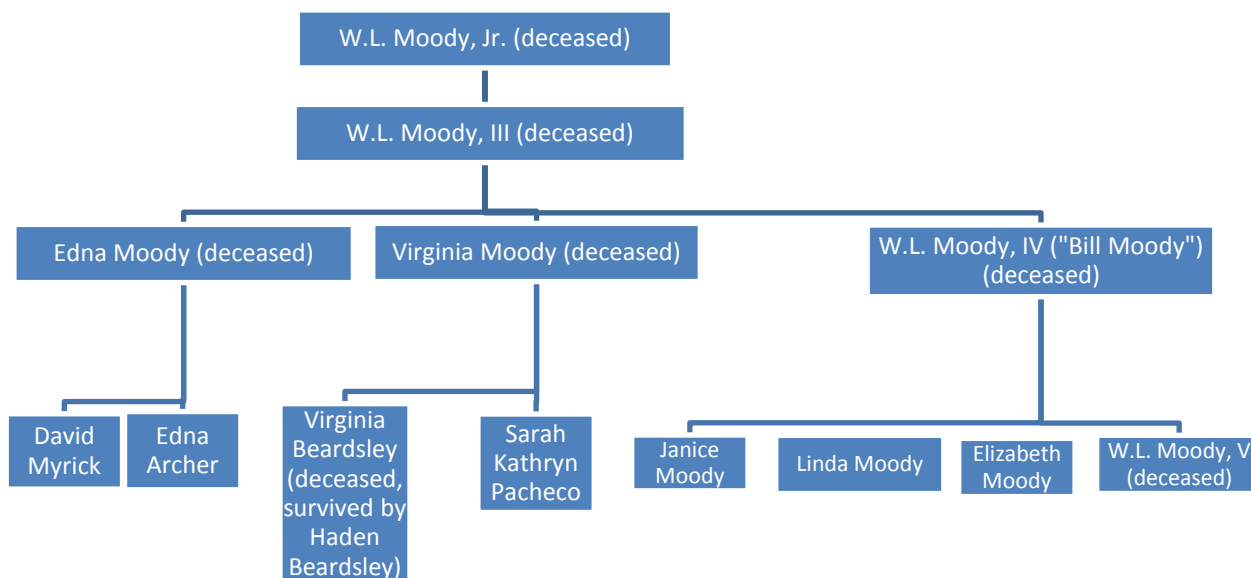 W.L. Moody, Jr. (deceased)
W.L. Moody, III (deceased)
Edna Moody (deceased)
Virginia Moody (deceased)
W.L. Moody, IV ("Bill Moody")
(deceased)
David
Myrick
Edna
Archer
Virginia
Beardsley
(deceased,
survived by
Haden
Beardsley)
Sarah
Kathryn
Pacheco
Janice
Moody
Linda Moody
Elizabeth
Moody
W.L. Moody, V
(deceased)